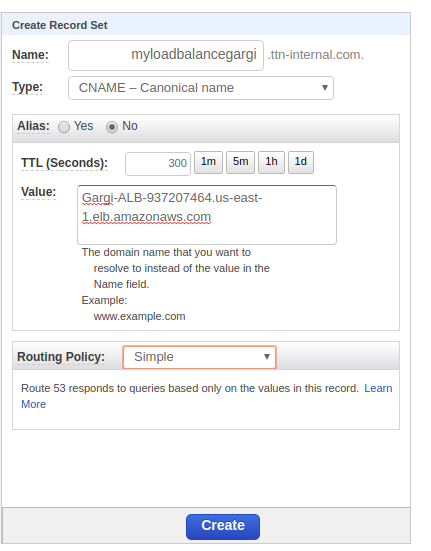 Create Record Set
Name: myloadbalancegargi .ttn-internal.com.
Type: CNAME – Canonical name
Alias: Yes No
TTL (Seconds): 300 1m 5m 1h 1d
Value: Gargi-ALB-937207464.us-east-
1.elb.amazonaws.com
The domain name that you want to
resolve to instead of the value in the
Name field.
Example:
www.example.com
Routing Policy: Simple
Route 53 responds to queries based only on the values in this record. Learn
More
Create